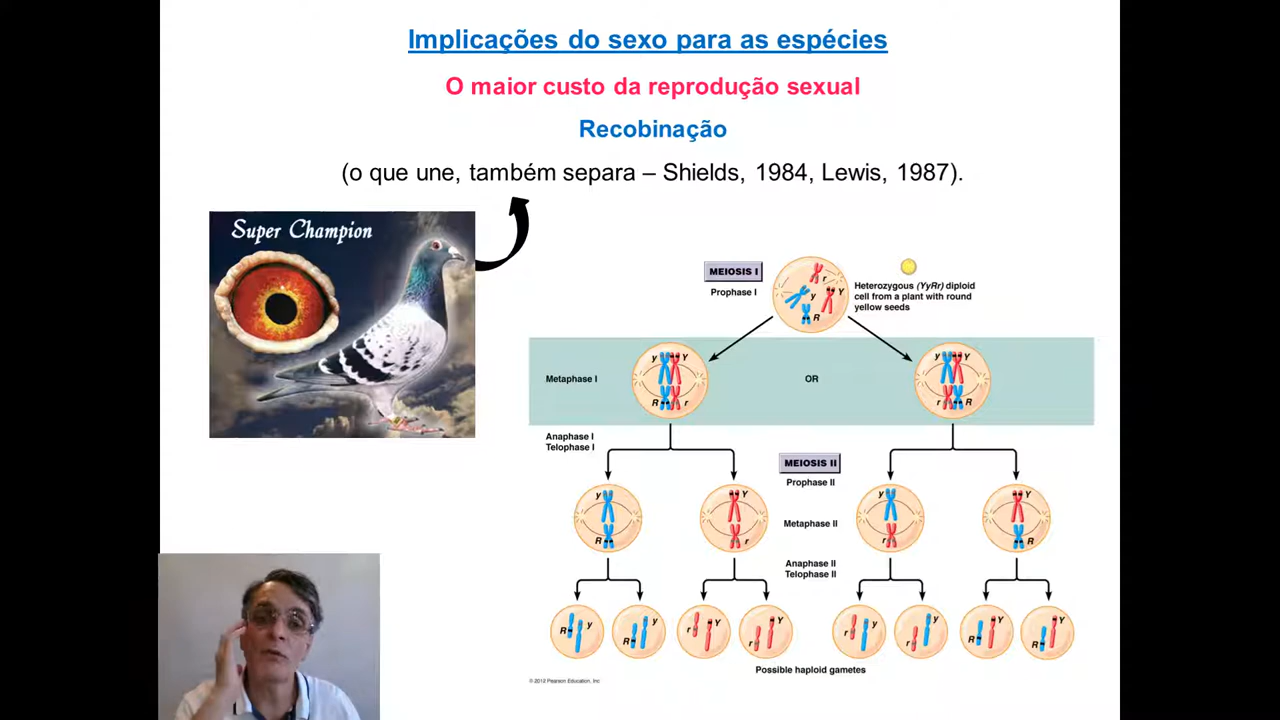 Implicações do sexo para as espécies
O maior custo da reprodução sexual
Recobinação
(o que une, também separa – Shields, 1984, Lewis, 1987).
Super Champion
MEIOSIS I
Prophase I
r
y
Y
R
Heterozygous (YyRr) diploid
cell from a plant with round
yellow seeds
Metaphase I
y Y
R r
OR
y Y
r R
Anaphase I
Telophase I
MEIOSIS II
Prophase II
Metaphase II
y
R
Y
r
y
r
Y
R
Anaphase II
Telophase II
R y
R y
r Y
r Y
r y
r y
R Y
R Y
Possible haploid gametes
© 2012 Pearson Education, Inc